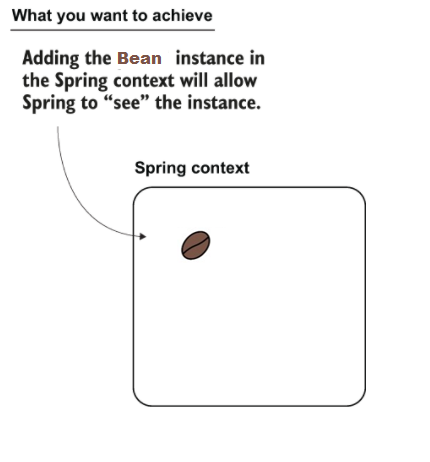 What you want to achieve
Adding the Bean instance in
the Spring context will allow
Spring to “see” the instance.
Spring context